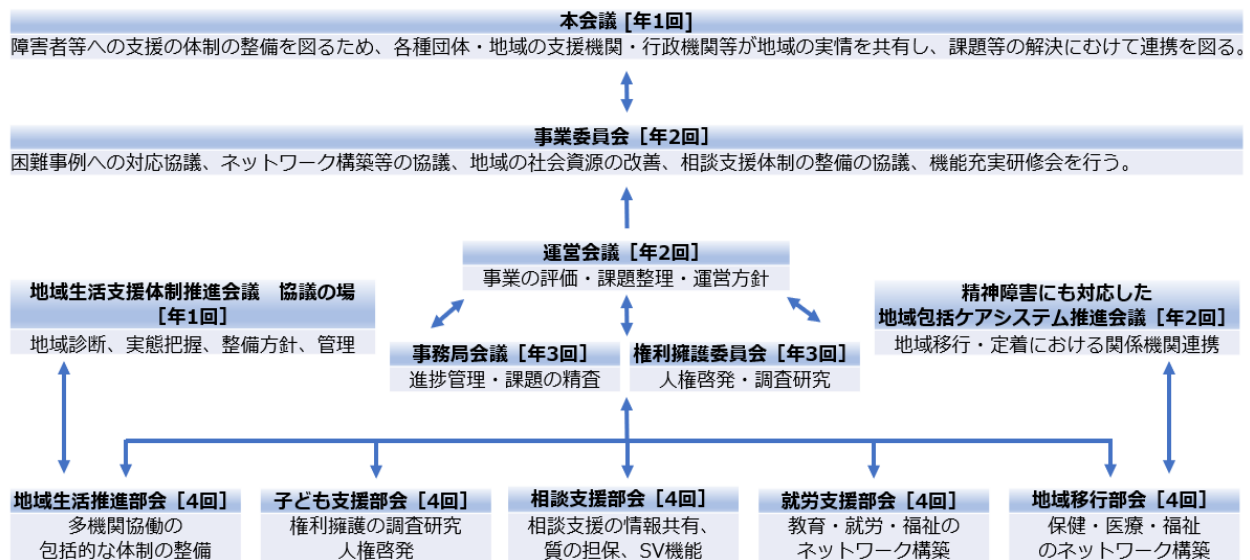 本会議 [年1回]
障害者等への支援の体制の整備を図るため、各種団体・地域の支援機関・行政機関等が地域の実情を共有し、課題等の解決にむけて連携を図る。
事業委員会［年2回］
困難事例への対応協議、ネットワーク構築等の協議、地域の社会資源の改善、相談支援体制の整備の協議、機能充実研修会を行う。
運営会議［年2回］
事業の評価・課題整理・運営方針
地域生活支援体制推進会議　協議の場
［年1回］
地域診断、実態把握、整備方針、管理
精神障害にも対応した
地域包括ケアシステム推進会議［年2回］
地域移行・定着における関係機関連携
事務局会議［年3回］
進捗管理・課題の精査
権利擁護委員会［年3回］
人権啓発・調査研究
地域生活推進部会［4回］
多機関協働の
包括的な体制の整備
子ども支援部会［4回］
権利擁護の調査研究
人権啓発
相談支援部会［4回］
相談支援の情報共有、
質の担保、SV機能
就労支援部会［4回］
教育・就労・福祉の
ネットワーク構築
地域移行部会［4回］
保健・医療・福祉
のネットワーク構築